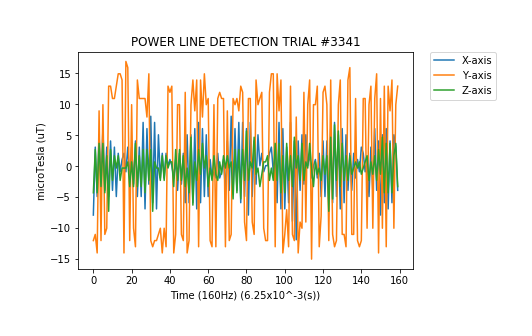 POWER LINE DETECTION TRIAL #3341
X-axis
Y-axis
Z-axis
microTesla (uT)
15
10
5
0
−5
−10
−15
0 20 40 60 80 100 120 140 160
Time (160Hz) (6.25x10^-3(s))